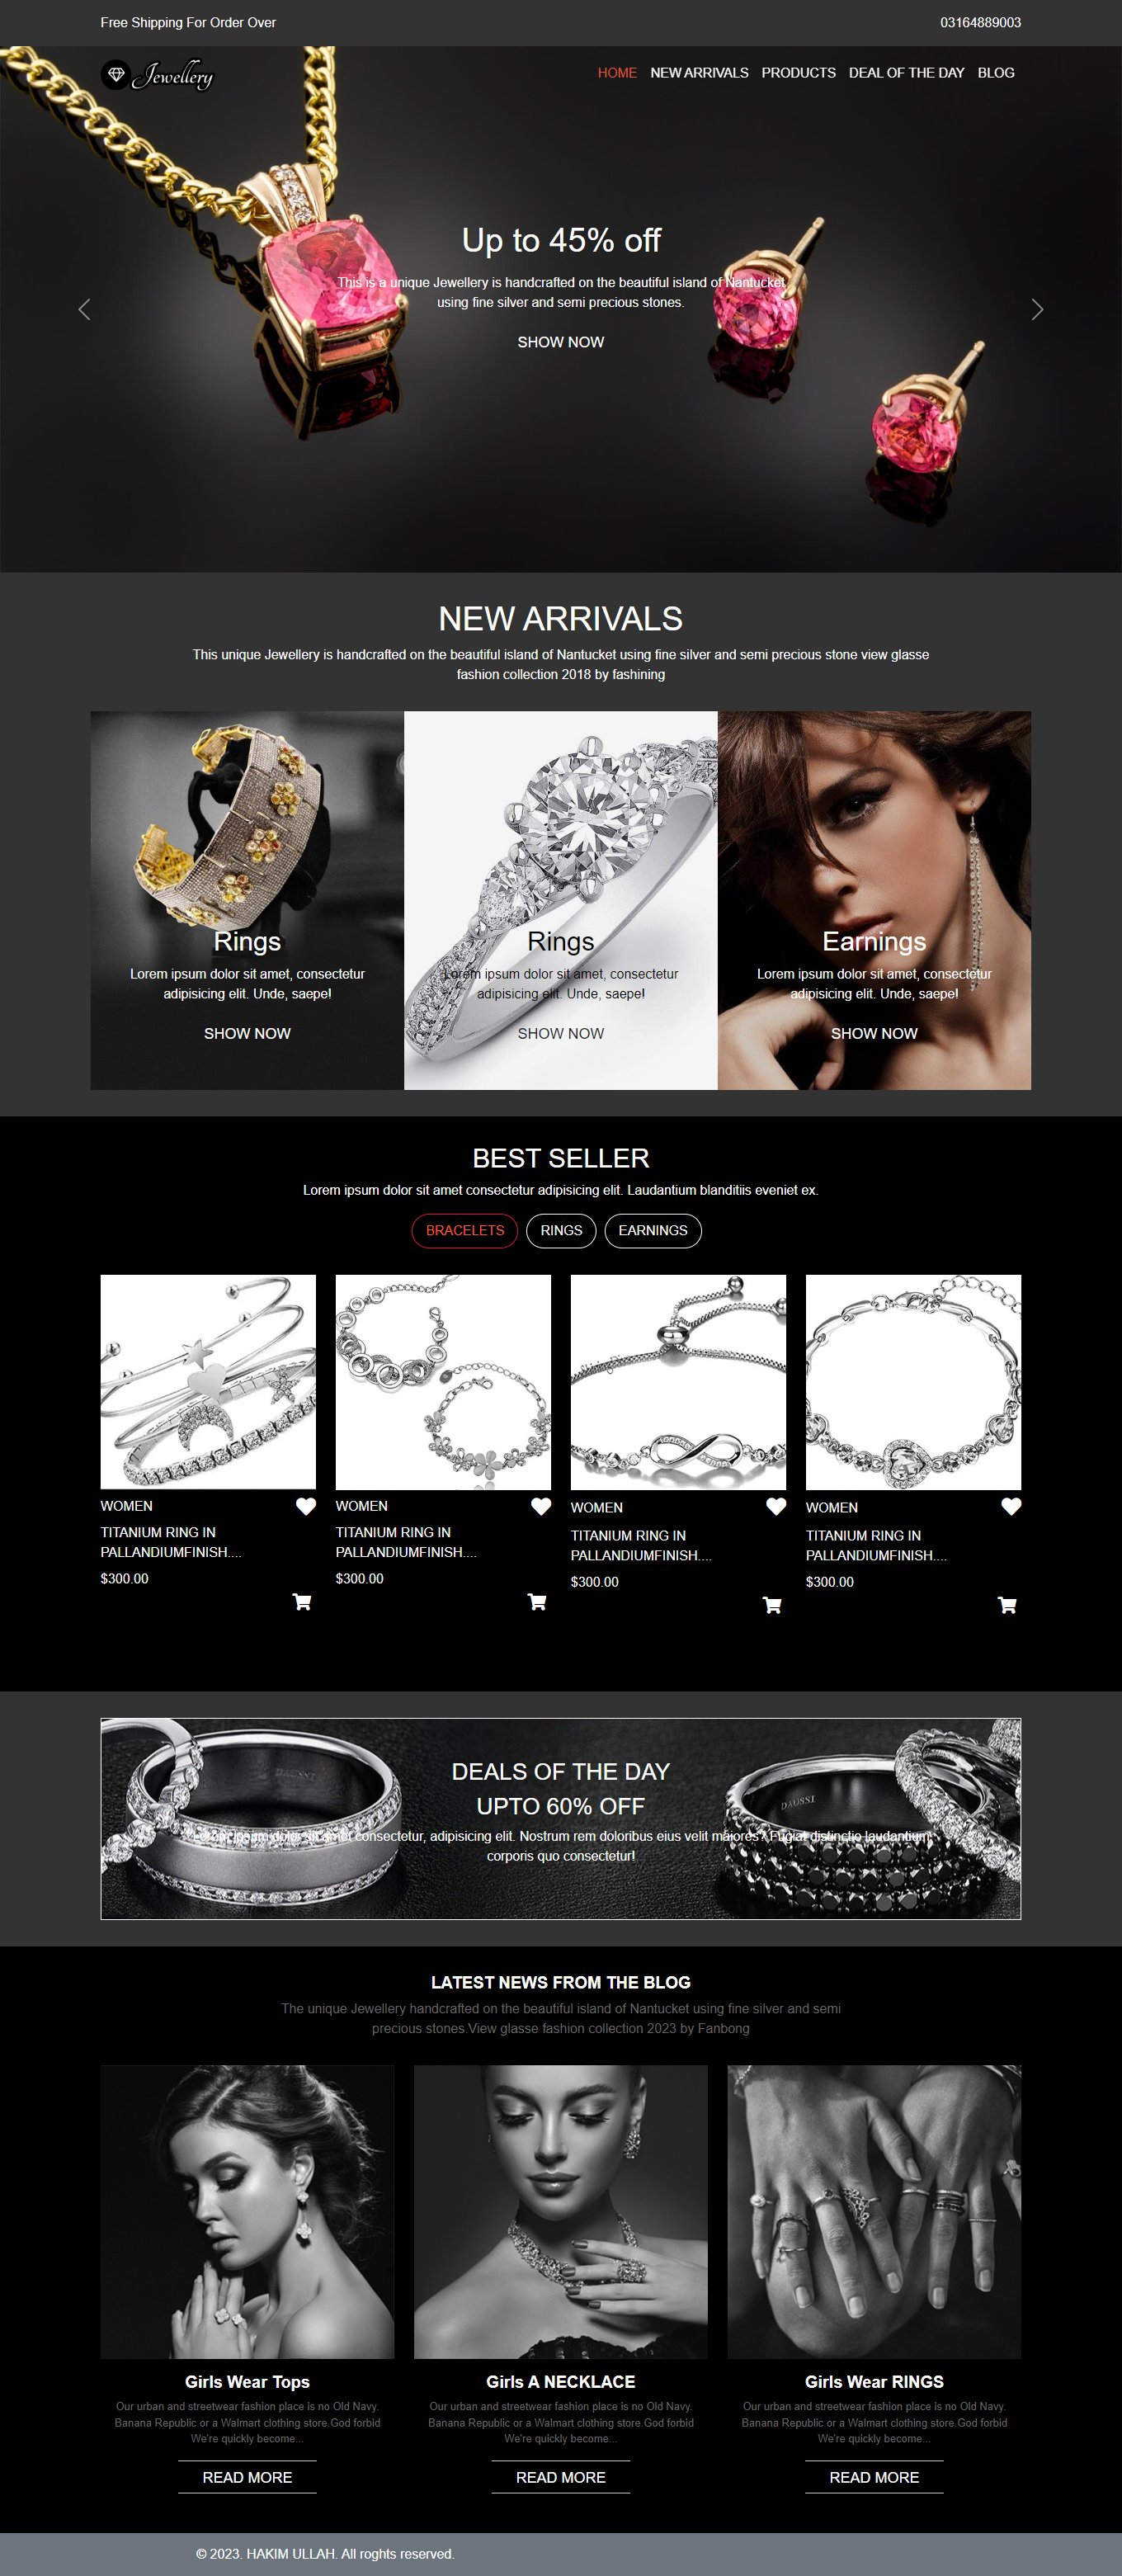 Free Shipping For Order Over
03164889003
Jewellery
HOME NEW ARRIVALS PRODUCTS DEAL OF THE DAY BLOG
Up to 45% off
This is a unique Jewellery is handcrafted on the beautiful island of Nantucket
using fine silver and semi precious stones.
SHOW NOW
NEW ARRIVALS
This unique Jewellery is handcrafted on the beautiful island of Nantucket using fine silver and semi precious stone view glasse
fashion collection 2018 by fashining
Rings
Lorem ipsum dolor sit amet, consectetur
adipisicing elit. Unde, saepe!
SHOW NOW
Rings
Lorem ipsum dolor sit amet, consectetur
adipisicing elit. Unde, saepe!
SHOW NOW
Earnings
Lorem ipsum dolor sit amet, consectetur
adipisicing elit. Unde, saepe!
SHOW NOW
BEST SELLER
Lorem ipsum dolor sit amet consectetur adipisicing elit. Laudantium blanditiis eveniet ex.
BRACELETS
RINGS
EARNINGS
WOMEN
TITANIUM RING IN
PALLANDIUMFINISH....
$300.00
WOMEN
TITANIUM RING IN
PALLANDIUMFINISH....
$300.00
WOMEN
TITANIUM RING IN
PALLANDIUMFINISH....
$300.00
WOMEN
TITANIUM RING IN
PALLANDIUMFINISH....
$300.00
DAUSSI
DAUSSI
DEALS OF THE DAY
UPTO 60% OFF
Lorem ipsum dolor sit amet consectetur, adipisicing elit. Nostrum rem doloribus eius velit maiores? Fugiat distinctio laudantium
corporis quo consectetur!
LATEST NEWS FROM THE BLOG
The unique Jewellery handcrafted on the beautiful island of Nantucket using fine silver and semi
precious stones.View glasse fashion collection 2023 by Fanbong
Girls Wear Tops
Our urban and streetwear fashion place is no Old Navy.
Banana Republic or a Walmart clothing store.God forbid
We're quickly become...
READ MORE
Girls A NECKLACE
Our urban and streetwear fashion place is no Old Navy.
Banana Republic or a Walmart clothing store.God forbid
We're quickly become...
READ MORE
Girls Wear RINGS
Our urban and streetwear fashion place is no Old Navy.
Banana Republic or a Walmart clothing store.God forbid
We're quickly become...
READ MORE
© 2023. HAKIM ULLAH. All roghts reserved.